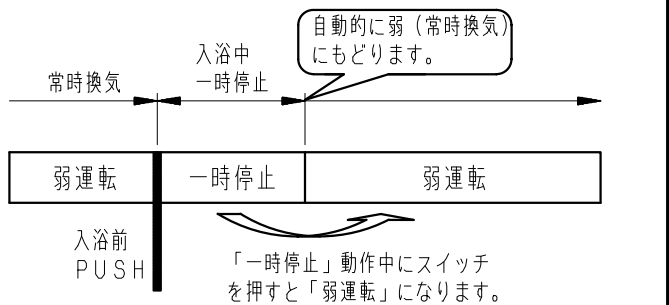 自動的に弱（常時換気）
にもどります。
入浴中
一時停止
常時換気
弱運転
一時停止
弱運転
入浴前
ＰＵＳＨ
「一時停止」動作中にスイッチ
を押すと「弱運転」になります。